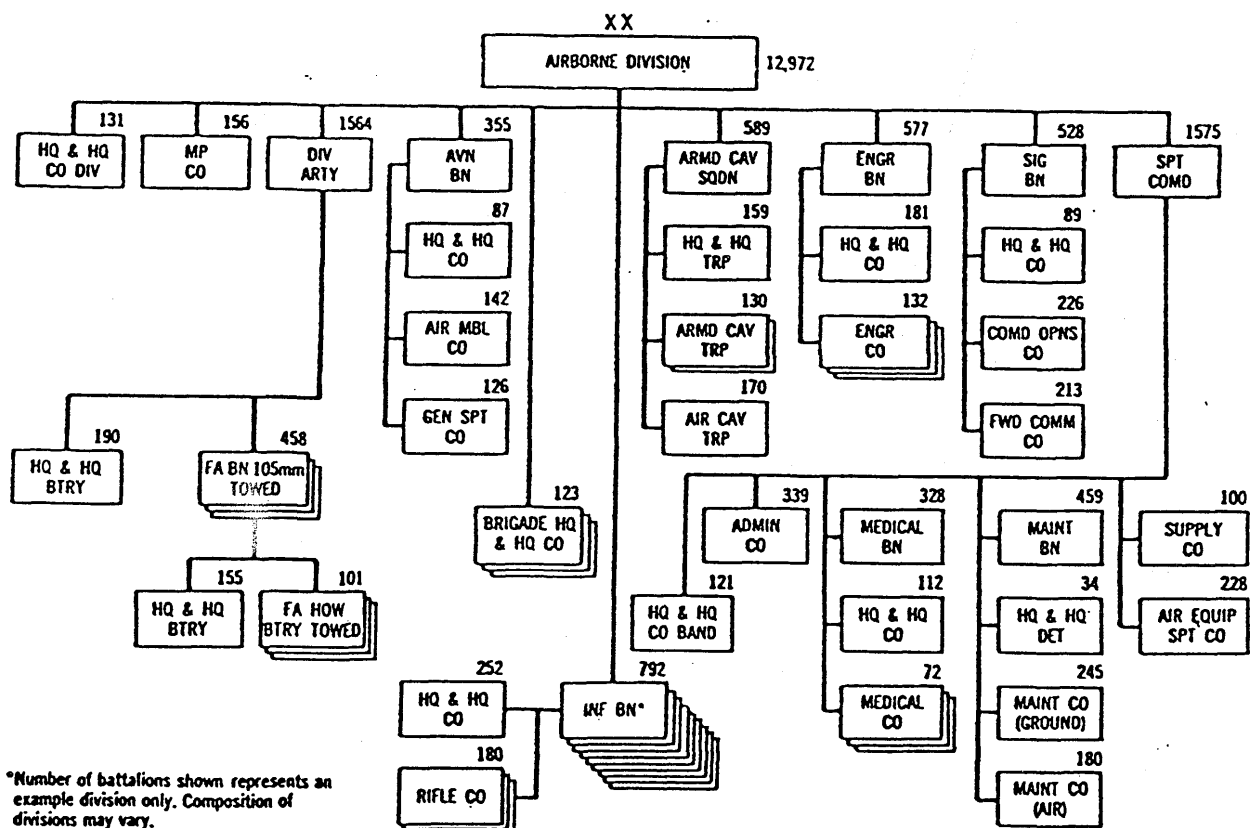 XX
AIRBORNE DIVISION
12,972
131
HQ & HQ
CO DIV
156
MP
CO
1564
DIV
ARTY
355
AVN
BN
589
ARMD CAV
SQDN
577
ENGR
BN
528
SIG
BN
1575
SPT
COMD
87
HQ & HQ
CO
142
AIR MBL
CO
126
GEN SPT
CO
159
HQ & HQ
TRP
130
ARMD CAV
TRP
170
AIR CAV
TRP
181
HQ & HQ
CO
132
ENGR
CO
89
HQ & HQ
CO
226
COMD OPNS
CO
213
FWD COMM
CO
190
HQ & HQ
BTRY
458
FA BN 105mm
TOWED
155
HQ & HQ
BTRY
101
FA HOW
BTRY TOWED
123
BRIGADE HQ
& HQ CO
121
HQ & HQ
CO BAND
339
ADMIN
CO
328
MEDICAL
BN
112
HQ & HQ
CO
72
MEDICAL
CO
459
MAINT
BN
34
HQ & HQ
DET
245
MAINT CO
(GROUND)
180
MAINT CO
(AIR)
100
SUPPLY
CO
228
AIR EQUIP
SPT CO
252
HQ & HQ
CO
792
INF BN*
180
RIFLE CO
*Number of battalions shown represents an
example division only. Composition of
divisions may vary.